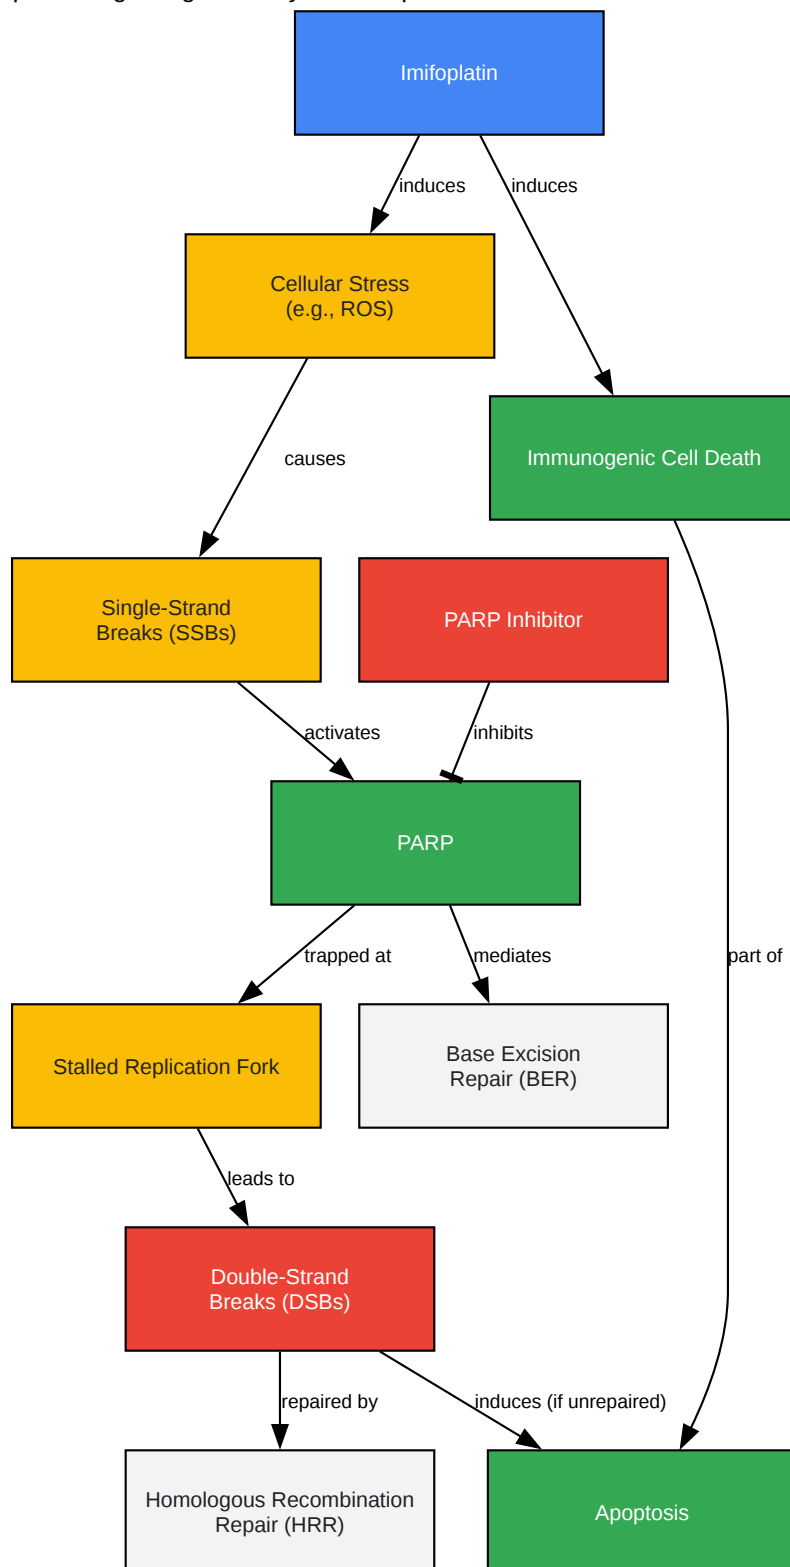 Imifoplatin
induces
induces
Cellular Stress
(e.g., ROS)
causes
Immunogenic Cell Death
Single-Strand
Breaks (SSBs)
PARP Inhibitor
activates
inhibits
PARP
trapped at
mediates
part of
Stalled Replication Fork
Base Excision
Repair (BER)
leads to
Double-Strand
Breaks (DSBs)
repaired by
induces (if unrepaired)
Homologous Recombination
Repair (HRR)
Apoptosis